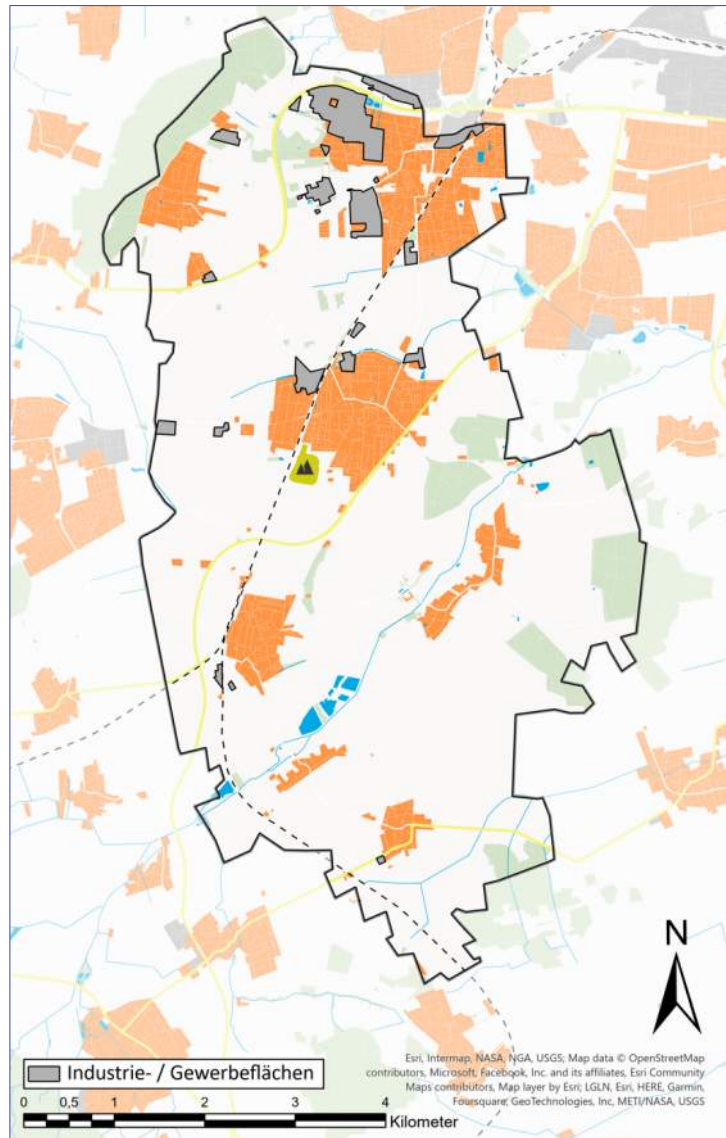 N
Esri, Intermap, NASA, NGA, USGS; Map data © OpenStreetMap
contributors, Microsoft, Facebook, Inc. and its affiliates, Esri Community
Maps contributors, Map layer by Esri; LGLN, Esri, HERE, Garmin,
Foursquare, GeoTechnologies, Inc, METI/NASA, USGS
Industrie- / Gewerbeflächen
0 0,5 1 2 3 4
Kilometer